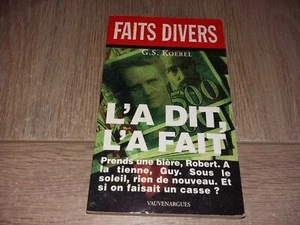 FAITS DIVERS
G.S. KOEREL
500
L'A DIT,
L'A FAIT
Prends une bière, Robert. A
la tienne, Guy. Sous le
soleil, rien de nouveau. Et
si on faisait un casse ?
VAUVENARGUES